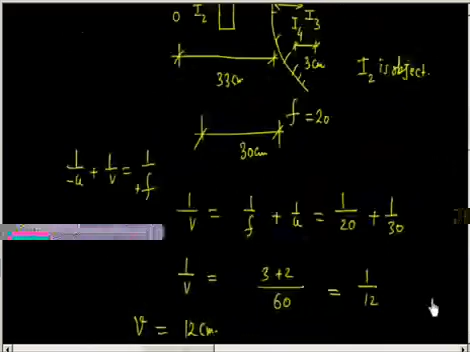 O I₂
I₄ I₃
3cm
33cm
I₂ is object.
f = 20
30cm
1/-u + 1/v = 1/+f
1/v = 1/f + 1/u = 1/20 + 1/30
1/v = 3+2/60 = 1/12
V = 12cm.